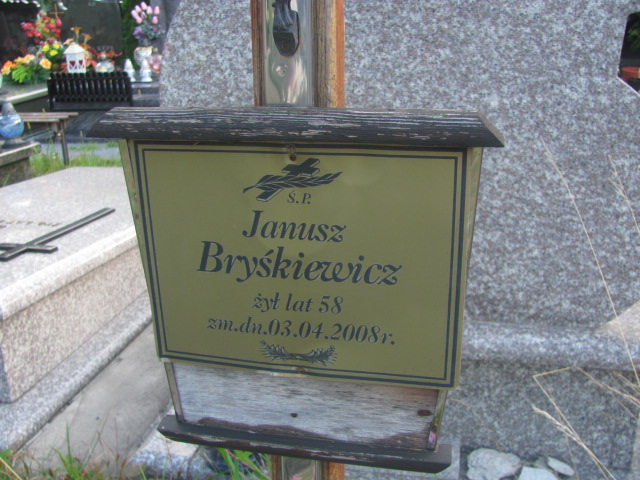 Ś.P.
Janusz
Bryśkiewicz
żył lat 58
zm.dn.03.04.2008r.